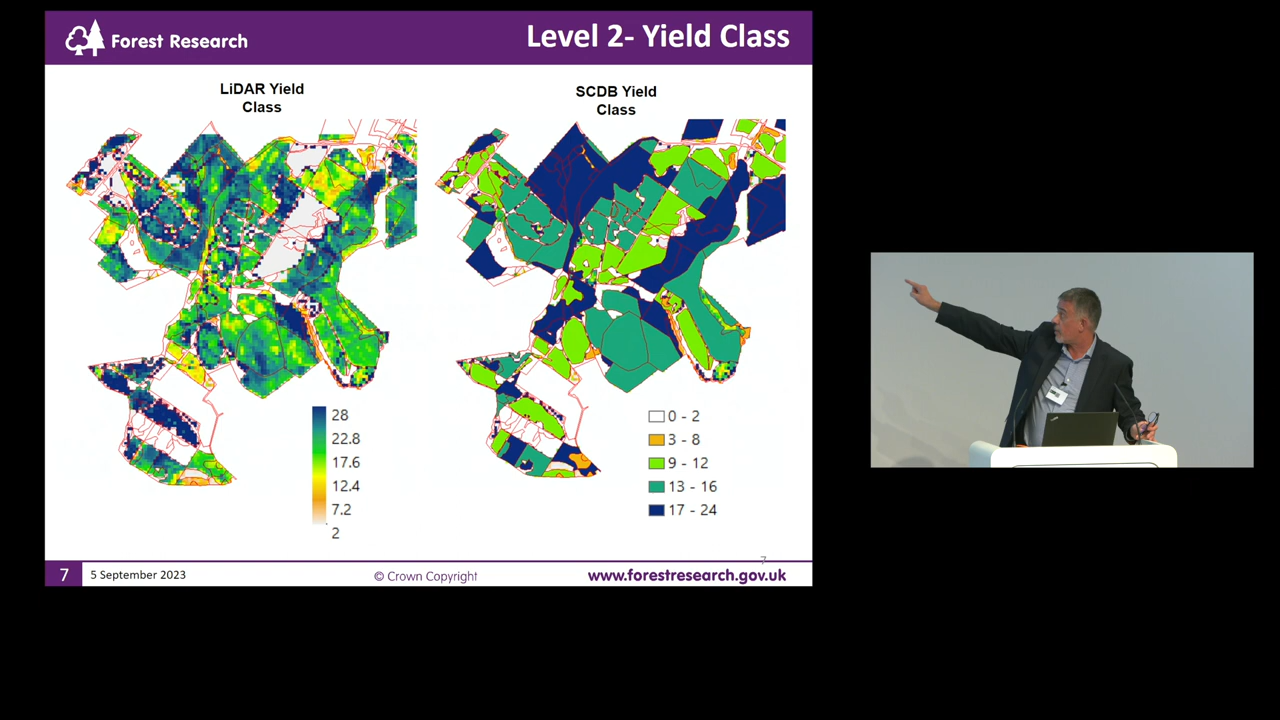 Forest Research
Level 2- Yield Class
LiDAR Yield
Class
SCDB Yield
Class
28
22.8
17.6
12.4
7.2
2
0 - 2
3 - 8
9 - 12
13 - 16
17 - 24
7
7
5 September 2023
© Crown Copyright
www.forestresearch.gov.uk